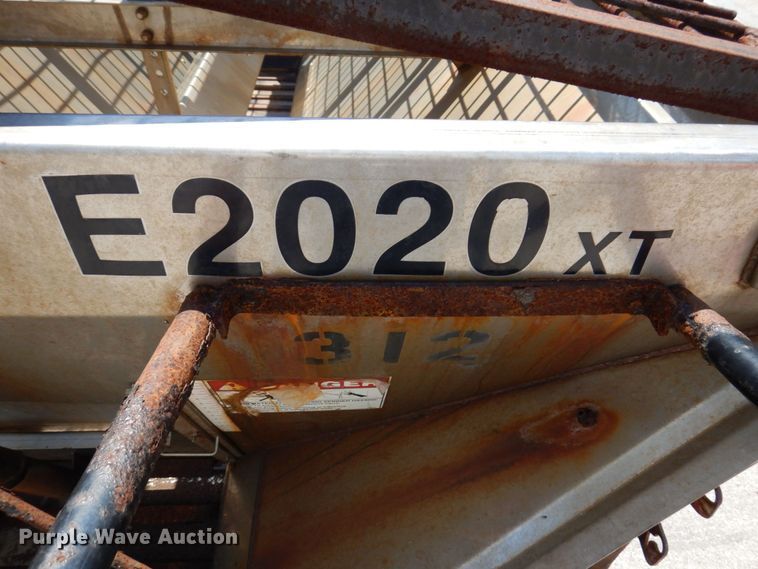 E2020 XT
312
DANGER
Purple Wave Auction